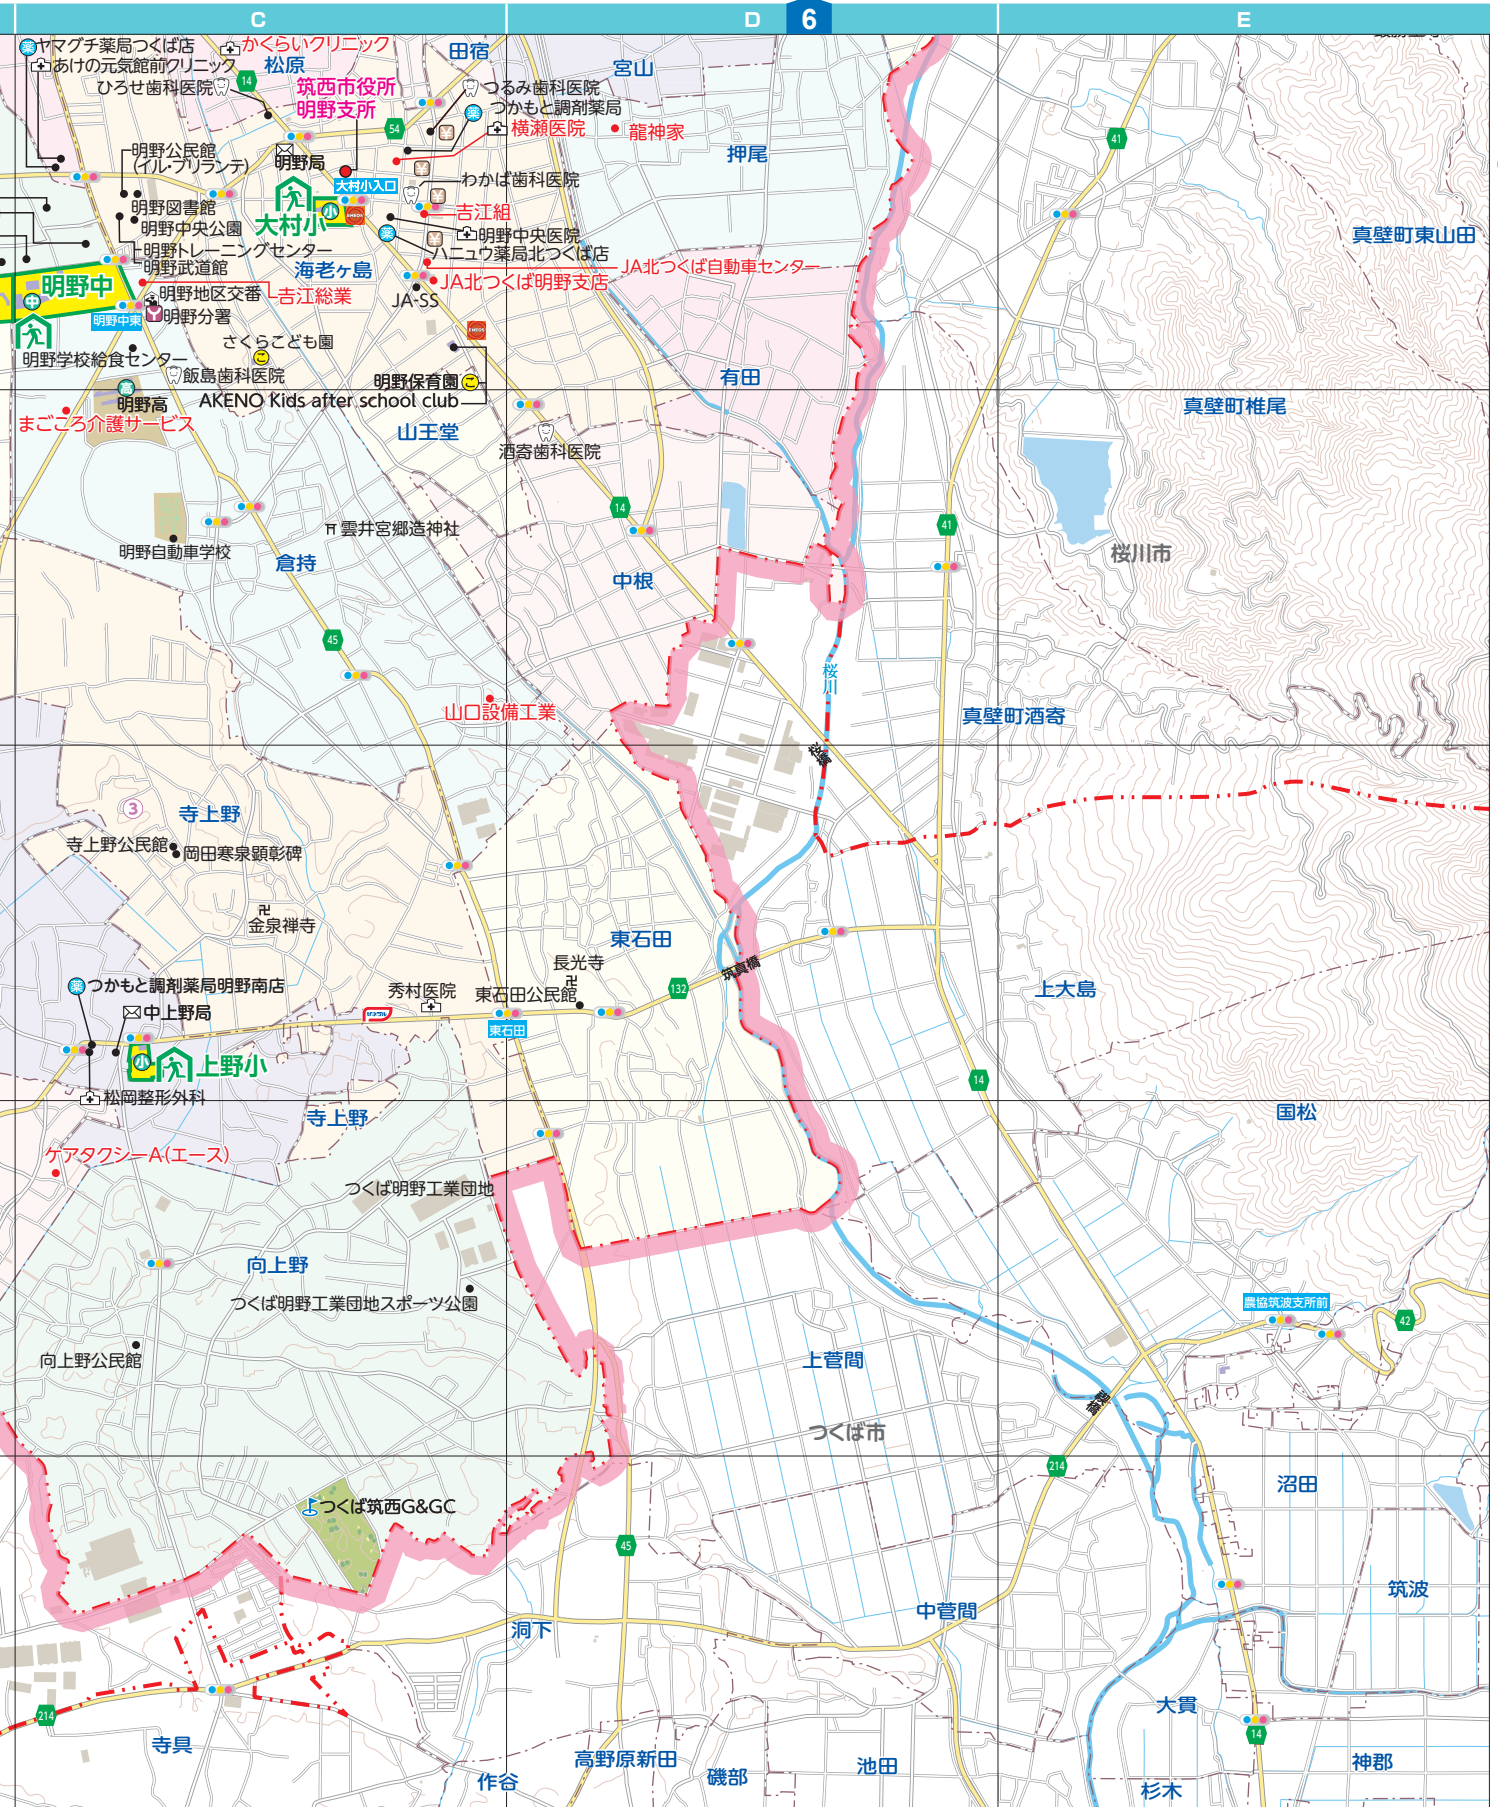 C
D
6
E
ヤマグチ薬局つくば店
かくらいクリニック
田宿
あけの元気館前クリニック
松原
宮山
ひろせ歯科医院
14
筑西市役所
明野支所
つるみ歯科医院
つかもと調剤薬局
54
横瀬医院
龍神家
41
明野公民館
(イル・ブリランテ)
明野局
押尾
大村小入口
わかば歯科医院
明野図書館
大村小
小
吉江組
明野中央公園
明野中央医院
真壁町東山田
明野トレーニングセンター
ハニュウ薬局北つくば店
明野武道館
海老ヶ島
JA北つくば自動車センター
明野中
中
明野地区交番
吉江総業
JA北つくば明野支店
JA-SS
明野中東
明野分署
さくらこども園
明野学校給食センター
飯島歯科医院
明野保育園
有田
高
明野高
AKENO Kids after school club
真壁町椎尾
まごころ介護サービス
山王堂
酒寄歯科医院
14
41
雲井宮郷造神社
明野自動車学校
倉持
中根
桜川市
45
桜川
山口設備工業
真壁町酒寄
桜橋
3
寺上野
寺上野公民館
岡田寒泉顕彰碑
金泉禅寺
東石田
長光寺
筑真橋
つかもと調剤薬局明野南店
秀村医院
東石田公民館
132
上大島
中上野局
東石田
小
上野小
14
松岡整形外科
寺上野
国松
ケアタクシーA(エース)
つくば明野工業団地
向上野
つくば明野工業団地スポーツ公園
農協筑波支所前
42
向上野公民館
上菅間
つくば市
214
沼田
つくば筑西G&GC
45
筑波
中菅間
洞下
大貫
214
14
寺具
高野原新田
磯部
池田
神郡
作谷
杉木